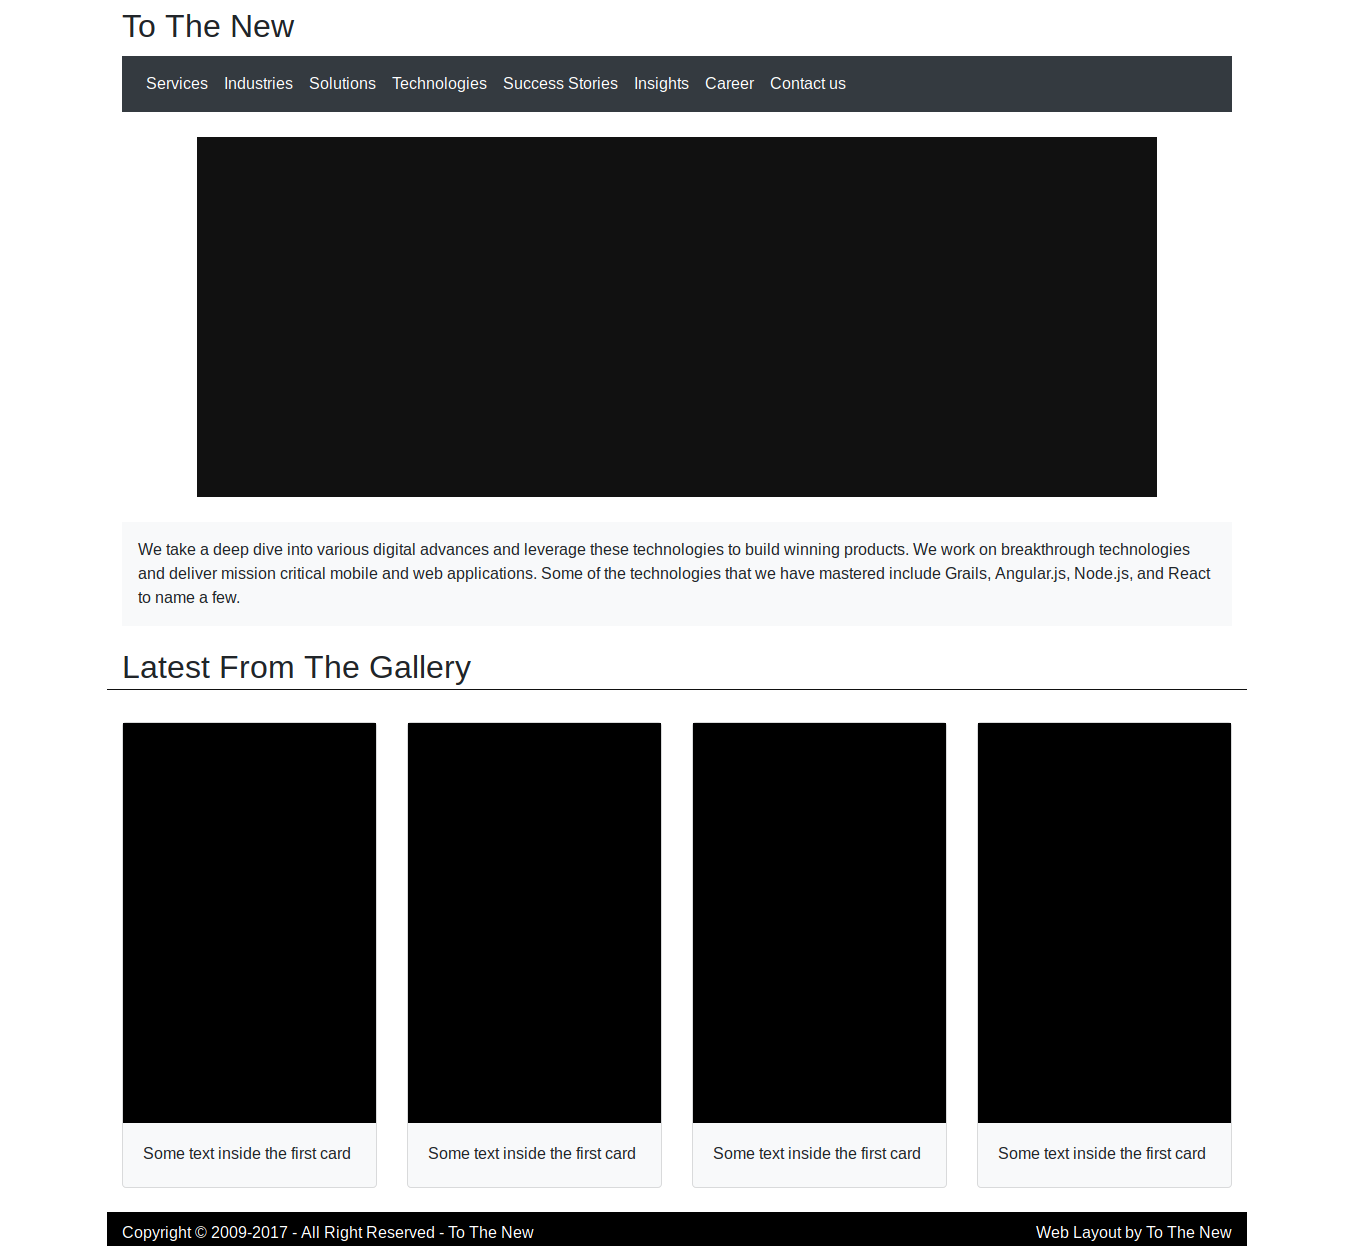 To The New
Services Industries Solutions Technologies Success Stories Insights Career Contact us
We take a deep dive into various digital advances and leverage these technologies to build winning products. We work on breakthrough technologies
and deliver mission critical mobile and web applications. Some of the technologies that we have mastered include Grails, Angular.js, Node.js, and React
to name a few.
Latest From The Gallery
Some text inside the first card Some text inside the first card Some text inside the first card Some text inside the first card
Copyright © 2009-2017 - All Right Reserved - To The New Web Layout by To The New